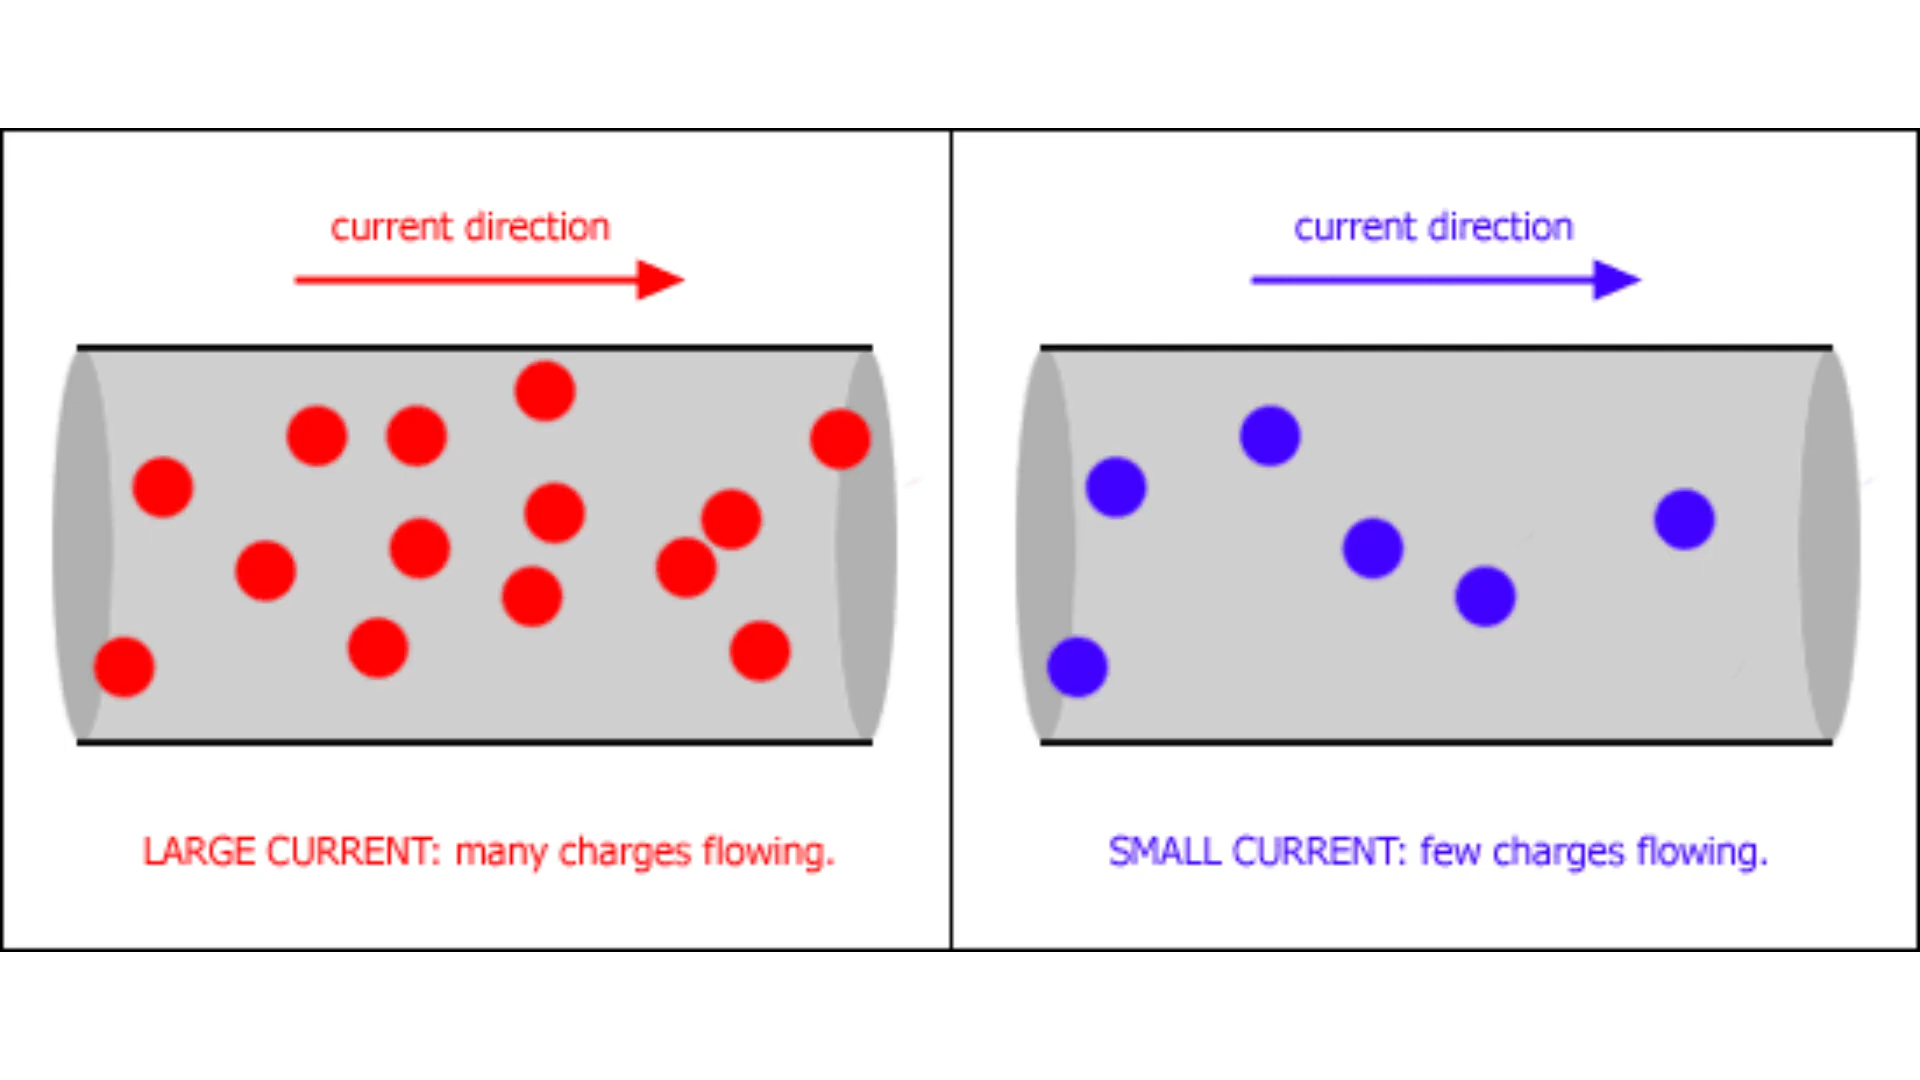 current direction
current direction
LARGE CURRENT: many charges flowing.
SMALL CURRENT: few charges flowing.